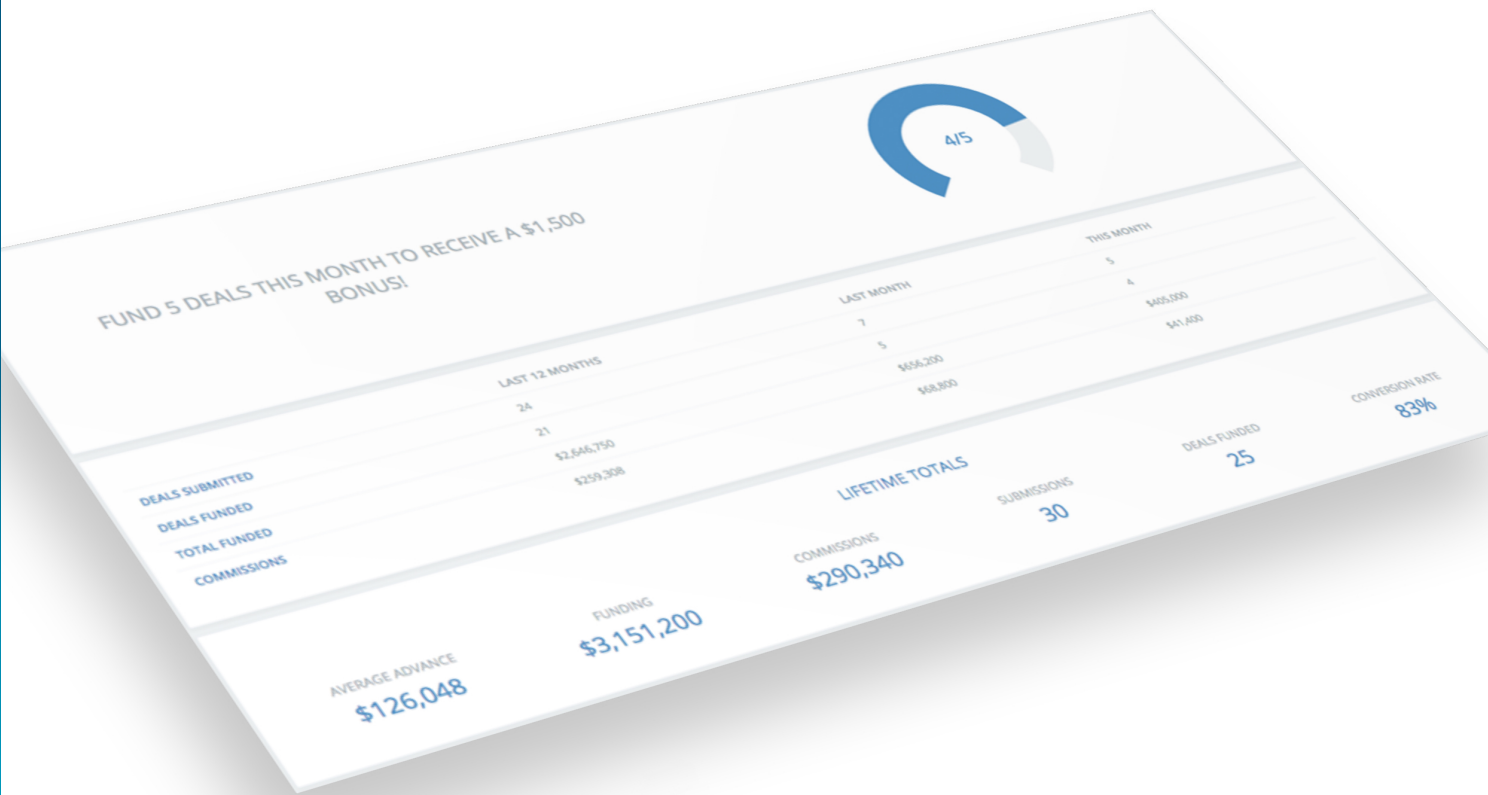 FUND 5 DEALS THIS MONTH TO RECEIVE A $1,500
BONUS!
4/5
LAST 12 MONTHS LAST MONTH THIS MONTH
DEALS SUBMITTED 24 7 5
DEALS FUNDED 21 5 4
TOTAL FUNDED $2,646,750 $656,200 $405,000
COMMISSIONS $259,308 $68,800 $41,400
LIFETIME TOTALS
AVERAGE ADVANCE FUNDING COMMISSIONS SUBMISSIONS DEALS FUNDED CONVERSION RATE
$126,048 $3,151,200 $290,340 30 25 83%